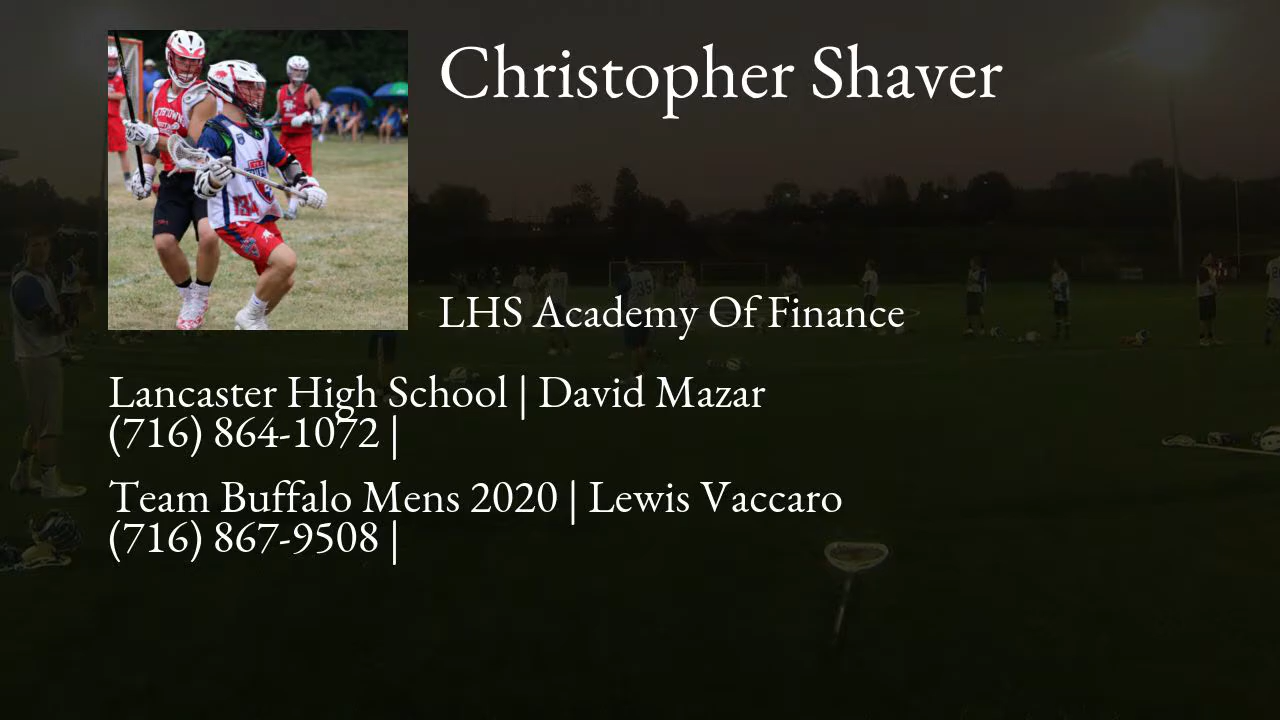 Christopher Shaver
LHS Academy Of Finance
Lancaster High School | David Mazar
(716) 864-1072 |
Team Buffalo Mens 2020 | Lewis Vaccaro
(716) 867-9508 |